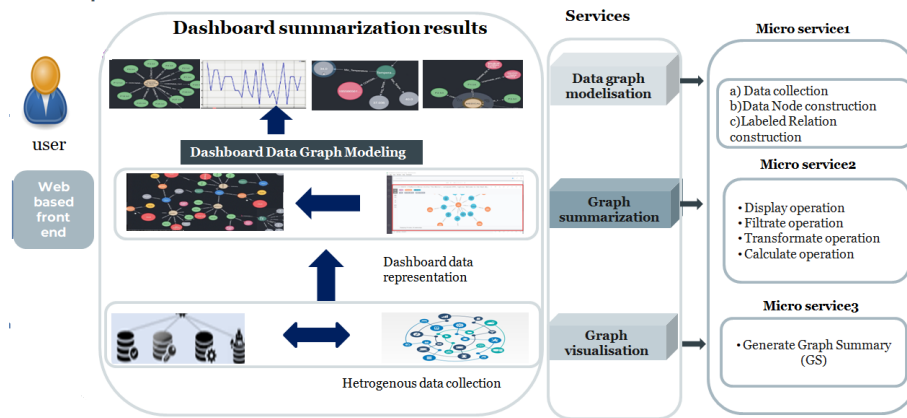 Dashboard summarization results
user
Web
based
front
end
Dashboard Data Graph Modeling
Dashboard data
representation
Hetrogenous data collection
Services
Data graph
modelisation
Graph
summarization
Graph
visualisation
Micro service1
a) Data collection
b)Data Node construction
c)Labeled Relation
construction
Micro service2
• Display operation
• Filtrate operation
• Transformate operation
• Calculate operation
Micro service3
• Generate Graph Summary
(GS)